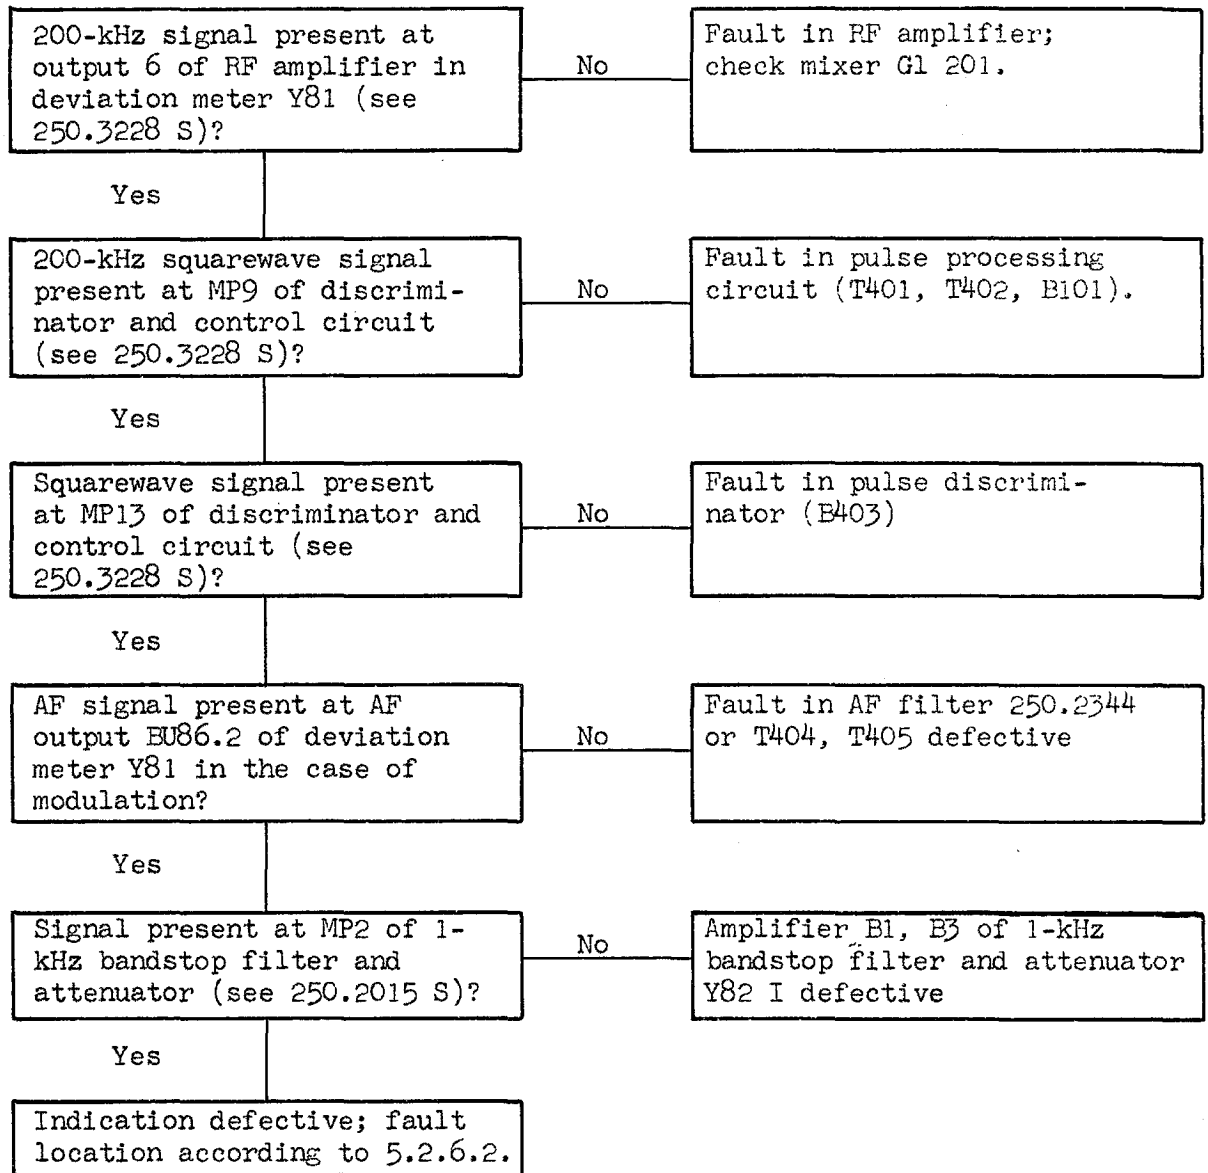 200-kHz signal present at
output 6 of RF amplifier in
deviation meter Y81 (see
250.3228 S)?
No
Fault in RF amplifier;
check mixer Gl 201.
Yes
200-kHz squarewave signal
present at MP9 of discrimi-
nator and control circuit
(see 250.3228 S)?
No
Fault in pulse processing
circuit (T401, T402, B101).
Yes
Squarewave signal present
at MP13 of discriminator and
control circuit (see
250.3228 S)?
No
Fault in pulse discrimi-
nator (B403)
Yes
AF signal present at AF
output BU86.2 of deviation
meter Y81 in the case of
modulation?
No
Fault in AF filter 250.2344
or T404, T405 defective
Yes
Signal present at MP2 of 1-
kHz bandstop filter and
attenuator (see 250.2015 S)?
No
Amplifier B1, B3 of 1-kHz
bandstop filter and attenuator
Y82 I defective
Yes
Indication defective; fault
location according to 5.2.6.2.